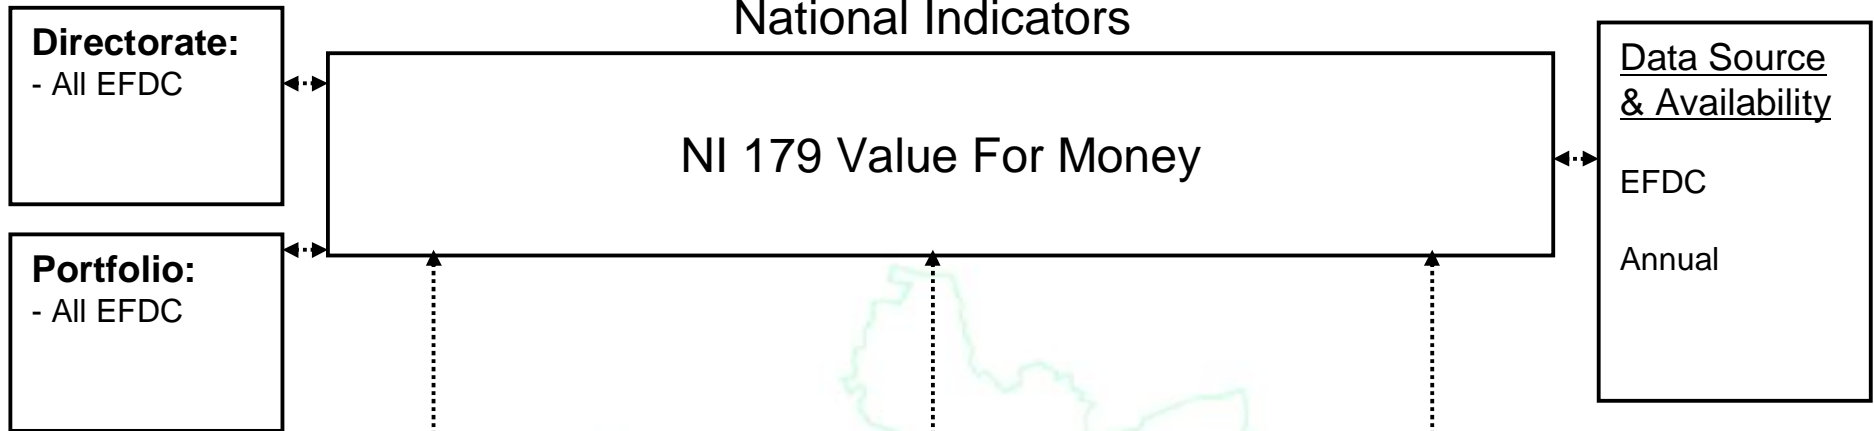 National Indicators
Directorate:
- All EFDC
NI 179 Value For Money
Data Source
& Availability
EFDC
Annual
Portfolio:
- All EFDC